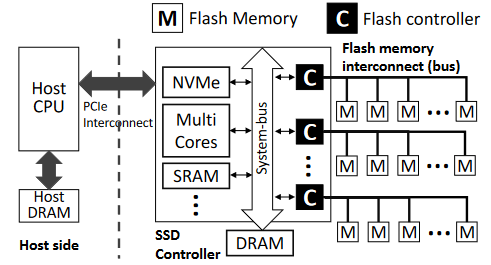 M Flash Memory C Flash controller
Host
CPU
PCIe
Interconnect
Host
DRAM
Host side
NVMe
Multi
Cores
SRAM
System-bus
SSD
Controller
DRAM
Flash memory
interconnect (bus)
C
M M M ••• M
C
M M M ••• M
C
M M M ••• M